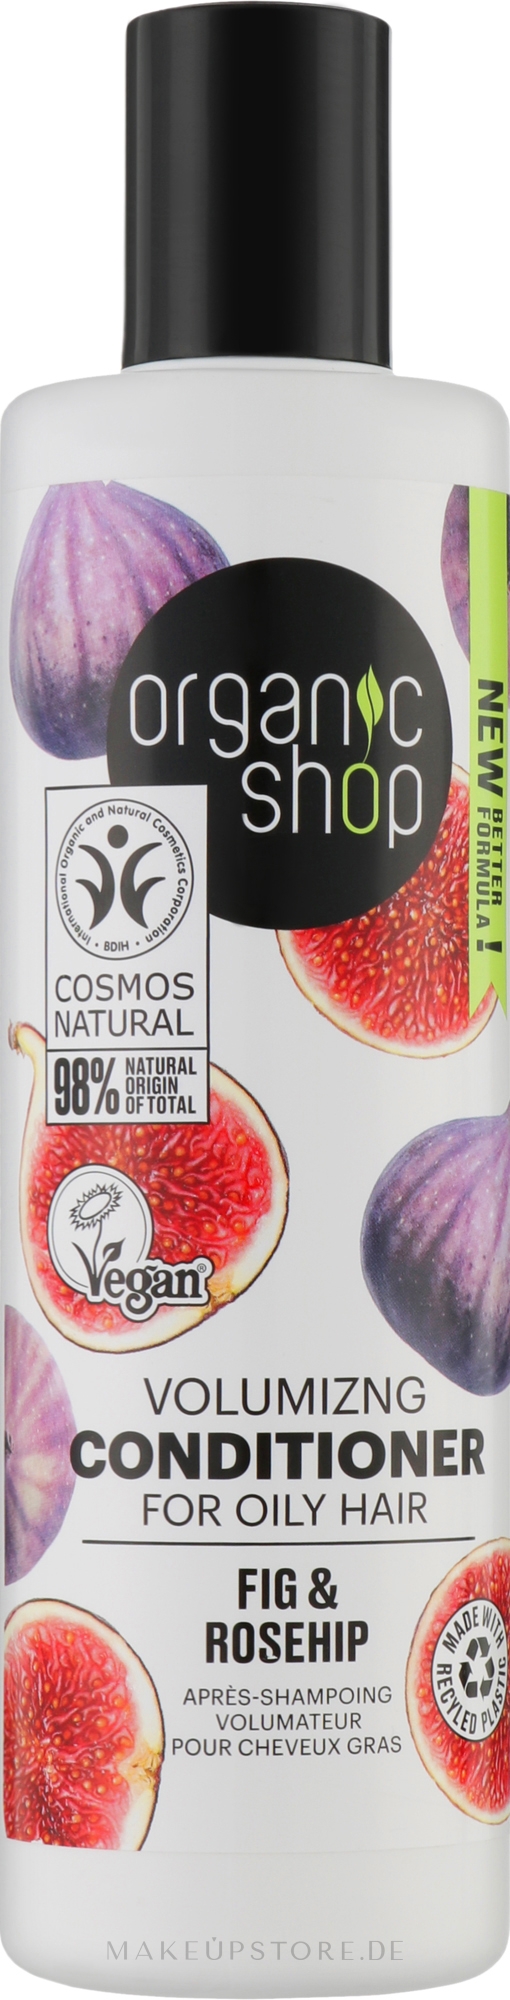 organic
shop
NEW BETTER FORMULA!
International Organic and Natural Cosmetics Corporation
• BDIH •
COSMOS
NATURAL
98% NATURAL
ORIGIN
OF TOTAL
Vegan®
VOLUMIZNG
CONDITIONER
FOR OILY HAIR
FIG &
ROSEHIP
MADE WITH
RECYLED PLASTIC
APRÈS-SHAMPOING
VOLUMATEUR
POUR CHEVEUX GRAS
MAKEUPSTORE.DE